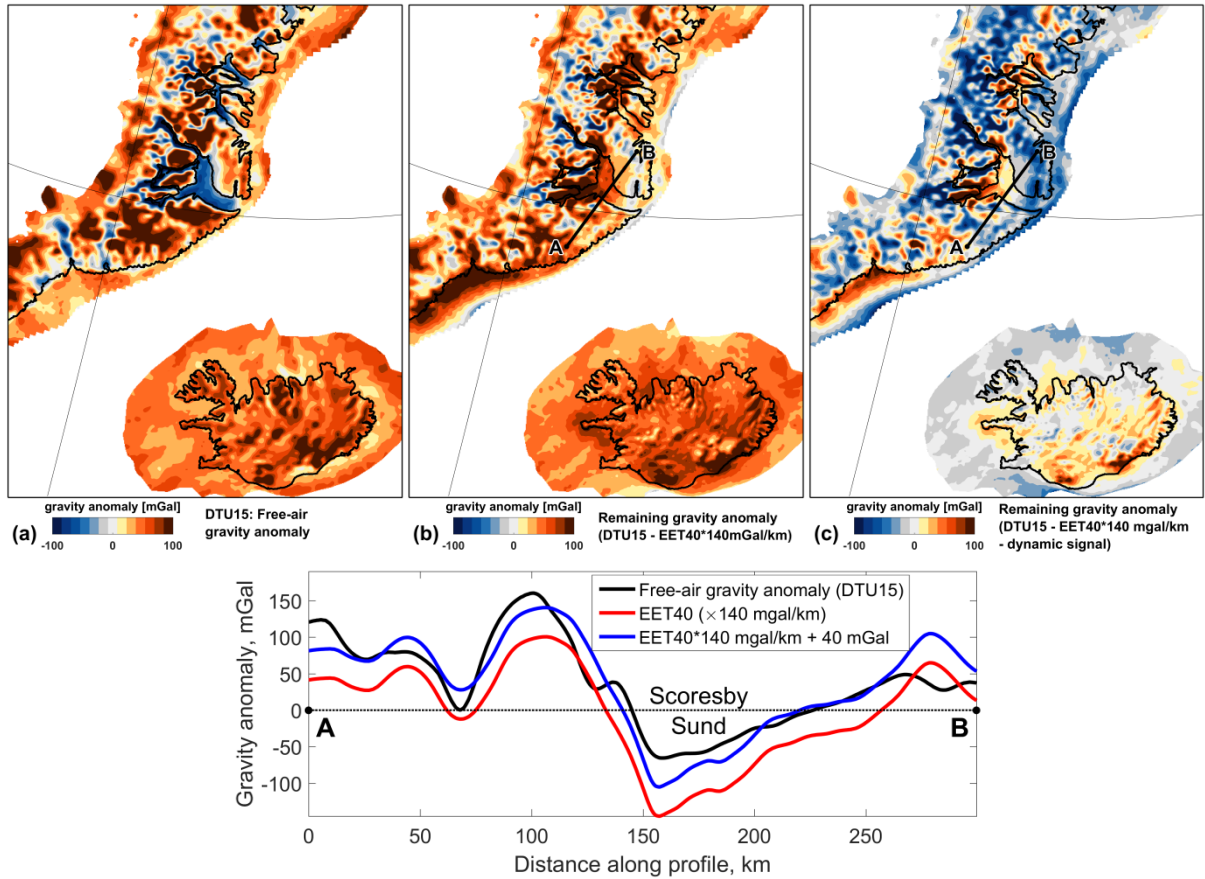 B
A
B
A
gravity anomaly [mGal]
-100 0 100
(a)
DTU15: Free-air
gravity anomaly
gravity anomaly [mGal]
-100 0 100
(b)
Remaining gravity anomaly
(DTU15 - EET40*140mGal/km)
gravity anomaly [mGal]
-100 0 100
(c)
Remaining gravity anomaly
(DTU15 - EET40*140 mgal/km
- dynamic signal)
Gravity anomaly, mGal
150
100
50
0
-50
-100
Free-air gravity anomaly (DTU15)
EET40 (×140 mgal/km)
EET40*140 mgal/km + 40 mGal
Scoresby
Sund
A
B
0 50 100 150 200 250
Distance along profile, km